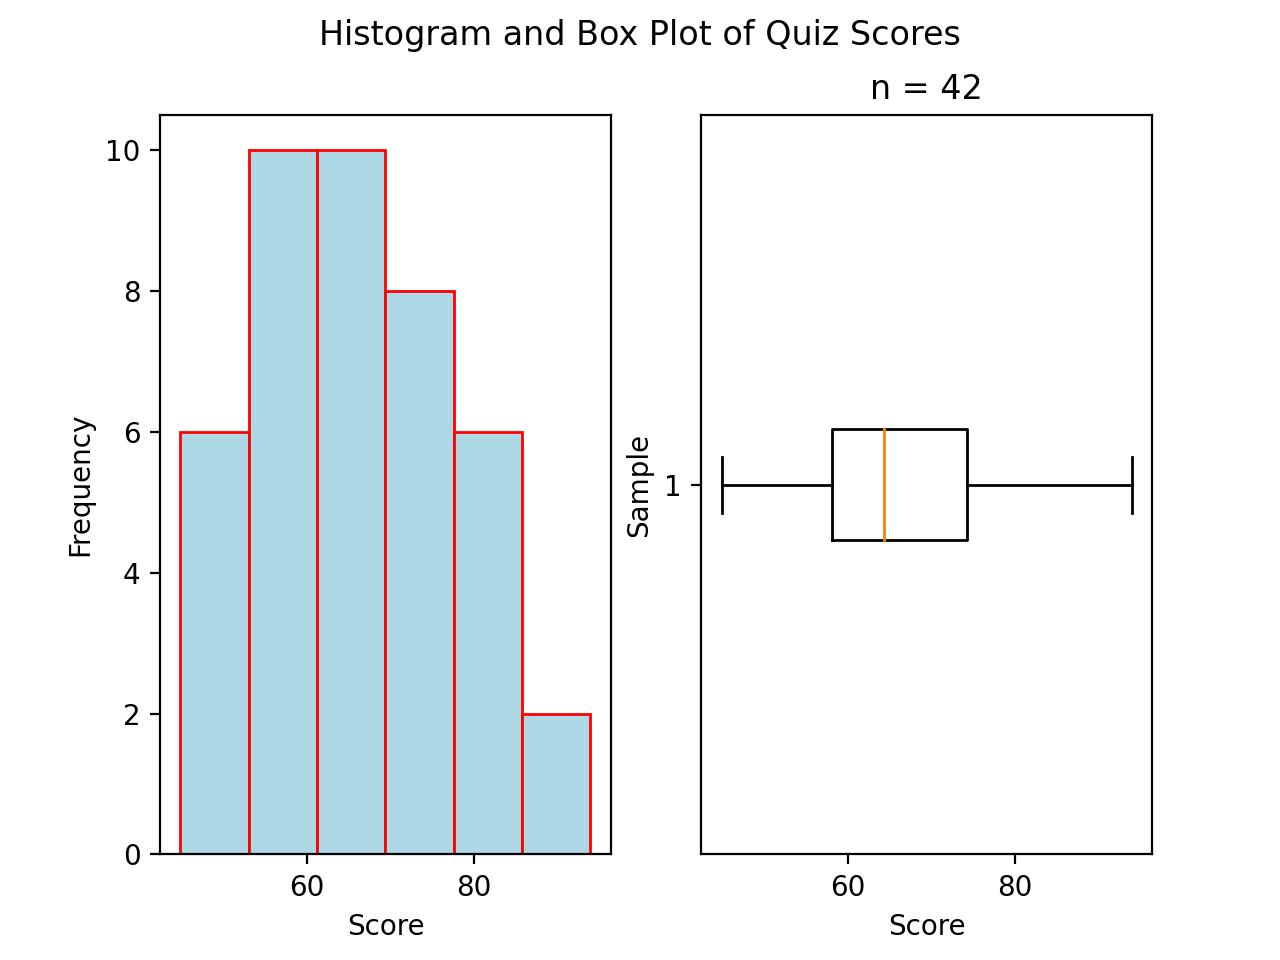 Histogram and Box Plot of Quiz Scores
Frequency
10
8
6
4
2
0
60 80
Score
n = 42
Sample
1
60 80
Score